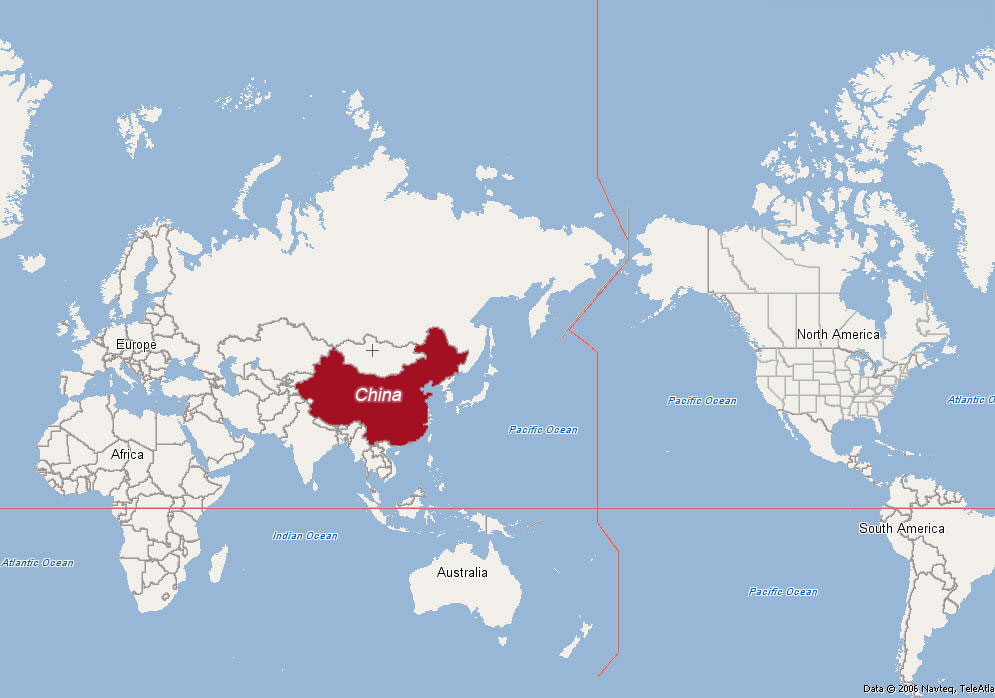 North America
Europe
China
Atlantic O
Pacific Ocean
Pacific Ocean
Africa
South America
Indian Ocean
Atlantic Ocean
Australia
Pacific Ocean
Data © 2006 Navteq, TeleAtla